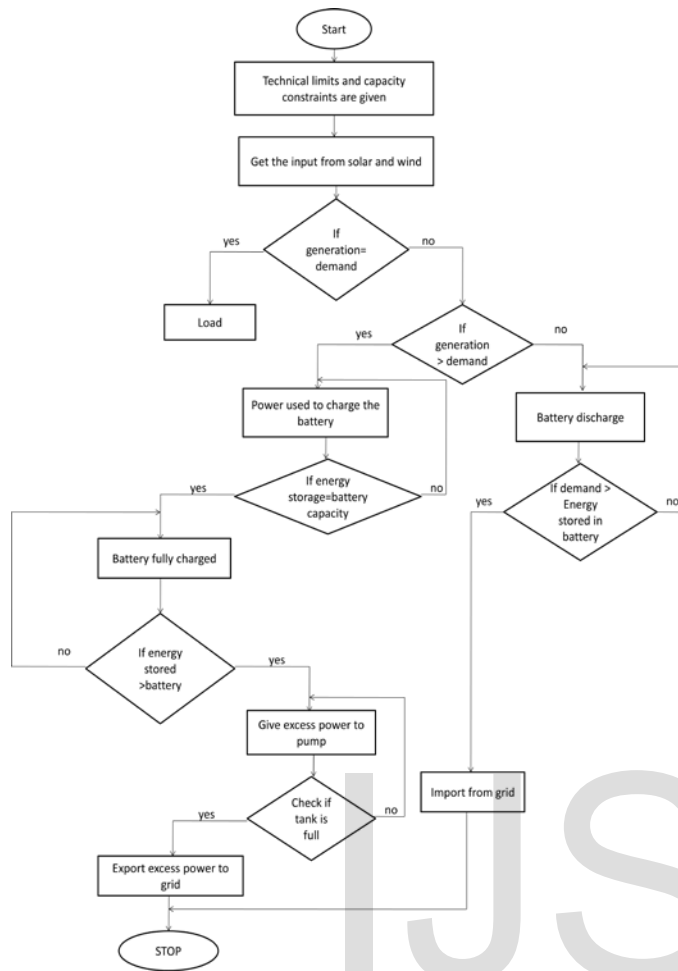 Start
Technical limits and capacity
constraints are given
Get the input from solar and wind
If
generation=
demand
yes
no
Load
If
generation
> demand
yes
no
Power used to charge the
battery
Battery discharge
If energy
storage=battery
capacity
yes
no
If demand >
Energy
stored in
battery
yes
no
Battery fully charged
If energy
stored
>battery
no
yes
Give excess power to
pump
Import from grid
Check if
tank is
full
yes
no
Export excess power to
grid
STOP
IJS